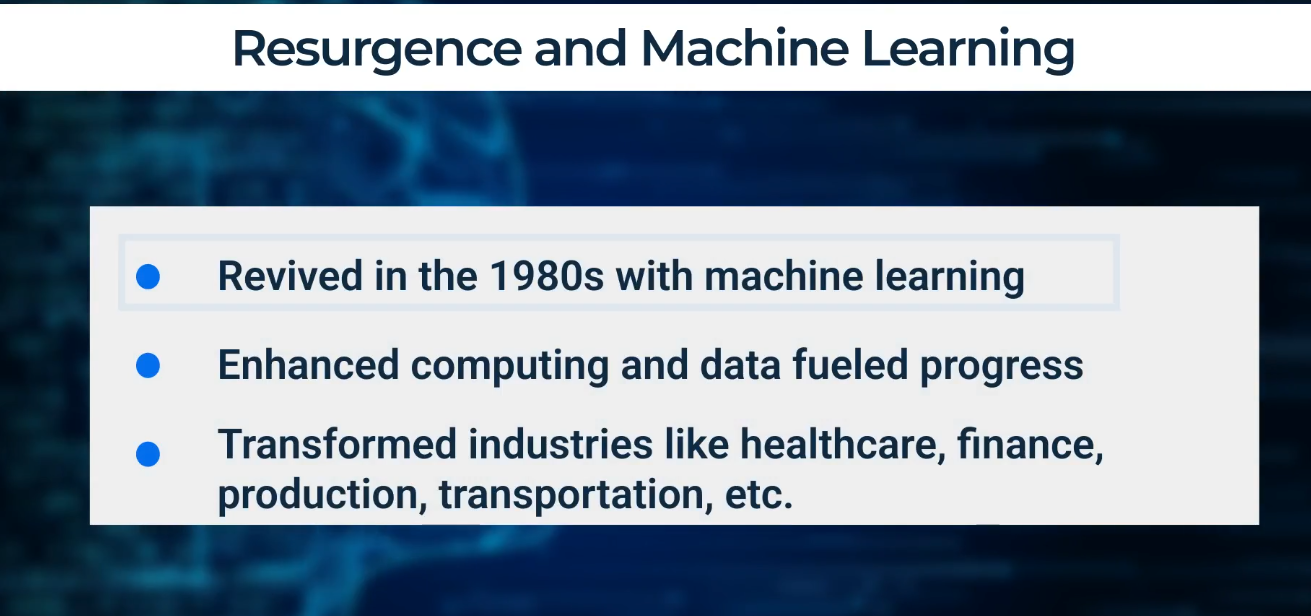 Resurgence and Machine Learning
Revived in the 1980s with machine learning
Enhanced computing and data fueled progress
Transformed industries like healthcare, finance,
production, transportation, etc.